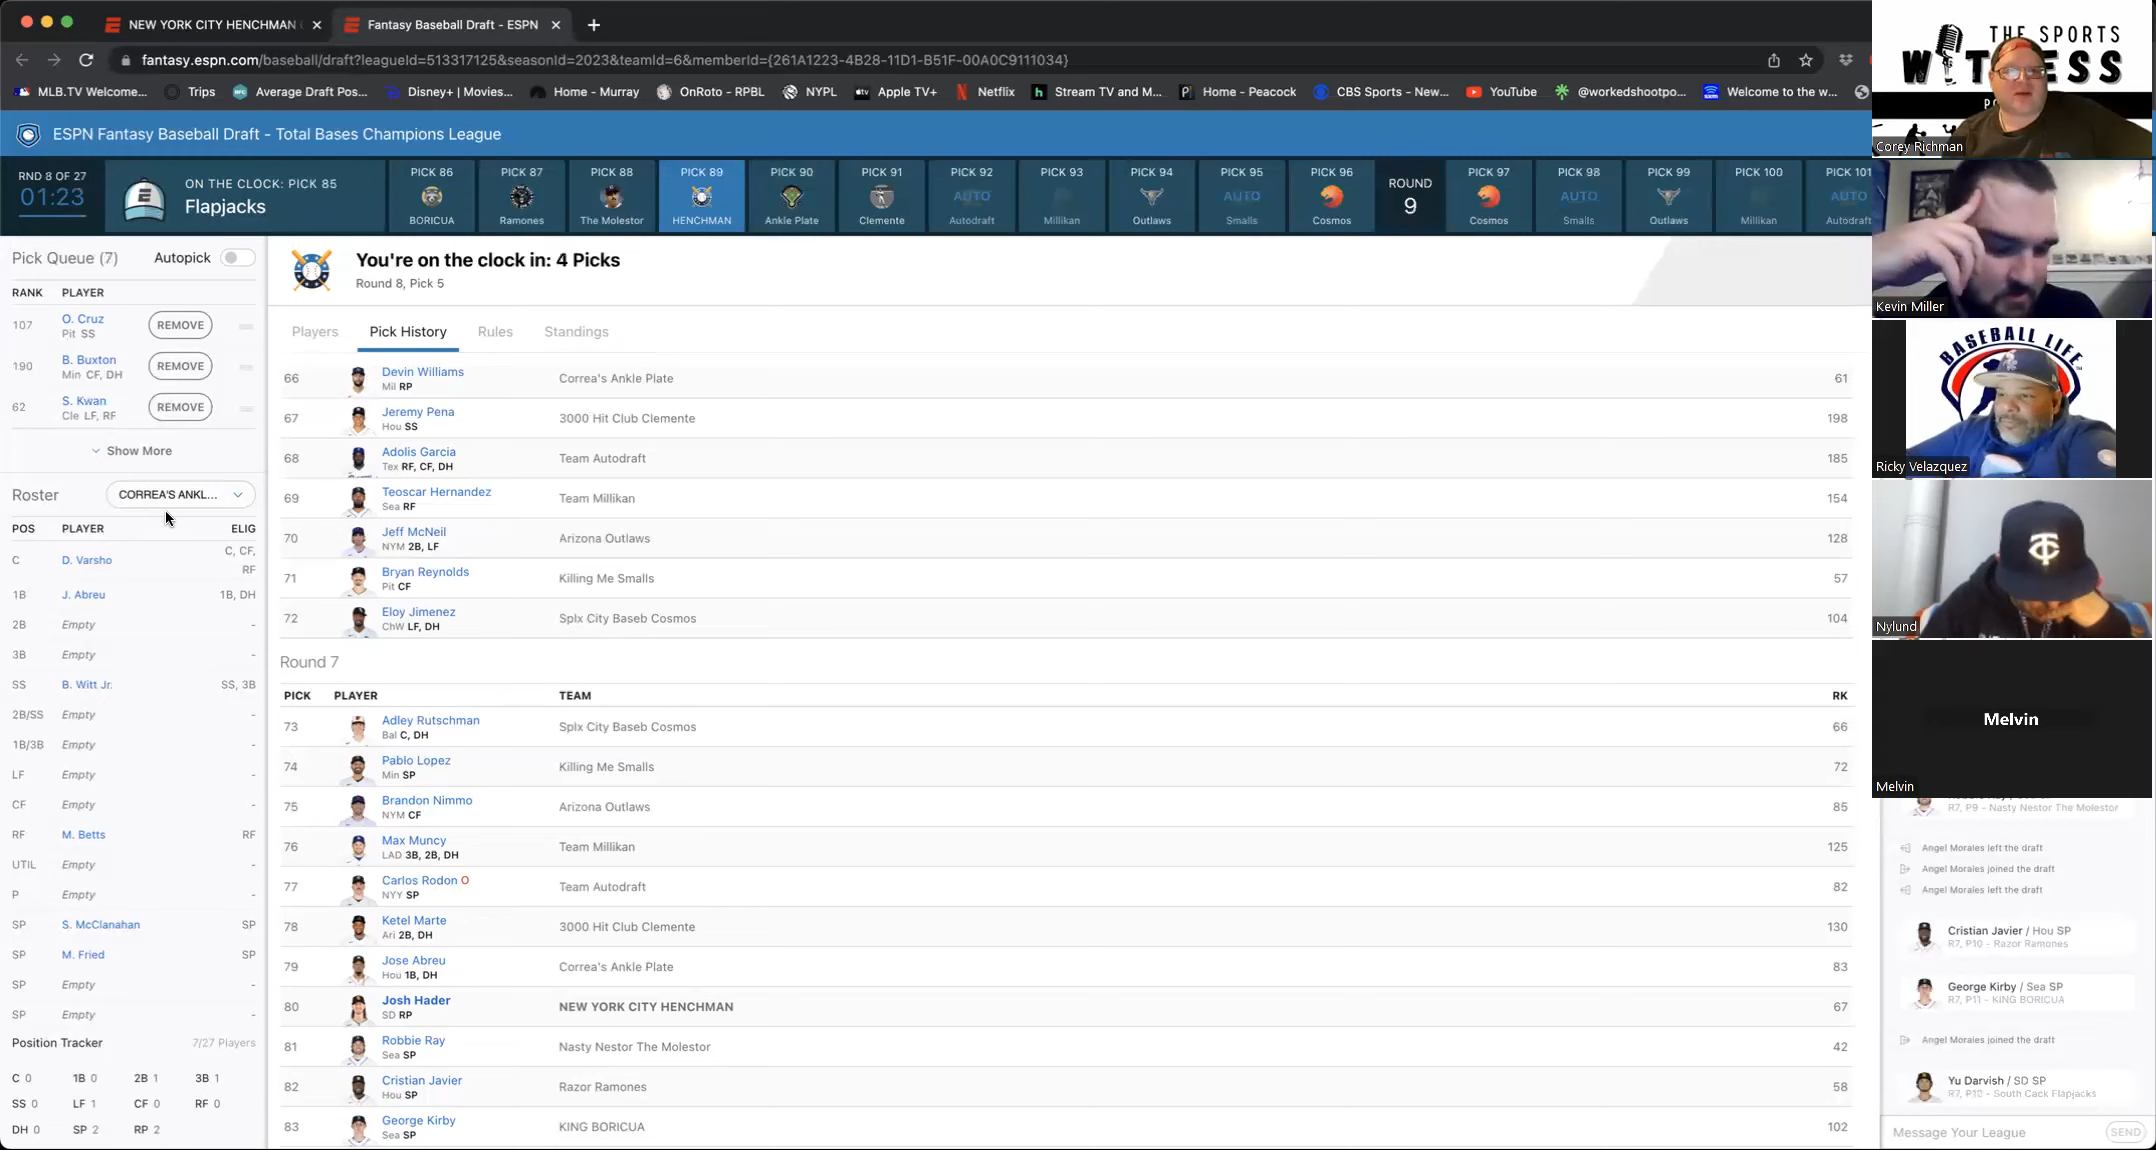 NEW YORK CITY HENCHMAN
Fantasy Baseball Draft - ESPN
fantasy.espn.com/baseball/draft?leagueId=513317125&seasonId=2023&teamId=6&memberId={261A1223-4B28-11D1-B51F-00A0C9111034}
MLB.TV Welcome...
Trips
Average Draft Pos...
Disney+ | Movies...
Home - Murray
OnRoto - RPBL
NYPL
Apple TV+
Netflix
Stream TV and M...
Home - Peacock
CBS Sports - New...
YouTube
@workedshootpo...
Welcome to the w...
ESPN Fantasy Baseball Draft - Total Bases Champions League
RND 8 OF 27
01:23
ON THE CLOCK: PICK 85
Flapjacks
PICK 86
BORICUA
PICK 87
Ramones
PICK 88
The Molestor
PICK 89
HENCHMAN
PICK 90
Ankle Plate
PICK 91
Clemente
PICK 92
AUTO
Autodraft
PICK 93
Millikan
PICK 94
Outlaws
PICK 95
AUTO
Smalls
PICK 96
Cosmos
ROUND
9
PICK 97
Cosmos
PICK 98
AUTO
Smalls
PICK 99
Outlaws
PICK 100
Millikan
PICK 101
AUTO
Autodraft
Pick Queue (7)
Autopick
RANK PLAYER
107 O. Cruz REMOVE
Pit SS
190 B. Buxton REMOVE
Min CF, DH
62 S. Kwan REMOVE
Cle LF, RF
Show More
Roster CORREA'S ANKL...
POS PLAYER ELIG
C D. Varsho C, CF, RF
1B J. Abreu 1B, DH
2B Empty -
3B Empty -
SS B. Witt Jr. SS, 3B
2B/SS Empty -
1B/3B Empty -
LF Empty -
CF Empty -
RF M. Betts RF
UTIL Empty -
P Empty -
SP S. McClanahan SP
SP M. Fried SP
SP Empty -
SP Empty -
Position Tracker 7/27 Players
C 0 1B 0 2B 1 3B 1
SS 0 LF 1 CF 0 RF 0
DH 0 SP 2 RP 2
You're on the clock in: 4 Picks
Round 8, Pick 5
Players Pick History Rules Standings
66 Devin Williams Correa's Ankle Plate 61
Mil RP
67 Jeremy Pena 3000 Hit Club Clemente 198
Hou SS
68 Adolis Garcia Team Autodraft 185
Tex RF, CF, DH
69 Teoscar Hernandez Team Millikan 154
Sea RF
70 Jeff McNeil Arizona Outlaws 128
NYM 2B, LF
71 Bryan Reynolds Killing Me Smalls 57
Pit CF
72 Eloy Jimenez Splx City Baseb Cosmos 104
ChW LF, DH
Round 7
PICK PLAYER TEAM RK
73 Adley Rutschman Splx City Baseb Cosmos 66
Bal C, DH
74 Pablo Lopez Killing Me Smalls 72
Min SP
75 Brandon Nimmo Arizona Outlaws 85
NYM CF
76 Max Muncy Team Millikan 125
LAD 3B, 2B, DH
77 Carlos Rodon O Team Autodraft 82
NYY SP
78 Ketel Marte 3000 Hit Club Clemente 130
Ari 2B, DH
79 Jose Abreu Correa's Ankle Plate 83
Hou 1B, DH
80 Josh Hader NEW YORK CITY HENCHMAN 67
SD RP
81 Robbie Ray Nasty Nestor The Molestor 42
Sea SP
82 Cristian Javier Razor Ramones 58
Hou SP
83 George Kirby KING BORICUA 102
Sea SP
THE SPORTS
WITNESS
Corey Richman
Kevin Miller
BASEBALL LIFE
Ricky Velazquez
TC
Nylund
Melvin
Melvin
R7, P9 - Nasty Nestor The Molestor
Angel Morales left the draft
Angel Morales joined the draft
Angel Morales left the draft
Cristian Javier / Hou SP
R7, P10 - Razor Ramones
George Kirby / Sea SP
R7, P11 - KING BORICUA
Angel Morales joined the draft
Yu Darvish / SD SP
R7, P12 - South Cack Flapjacks
Message Your League SEND